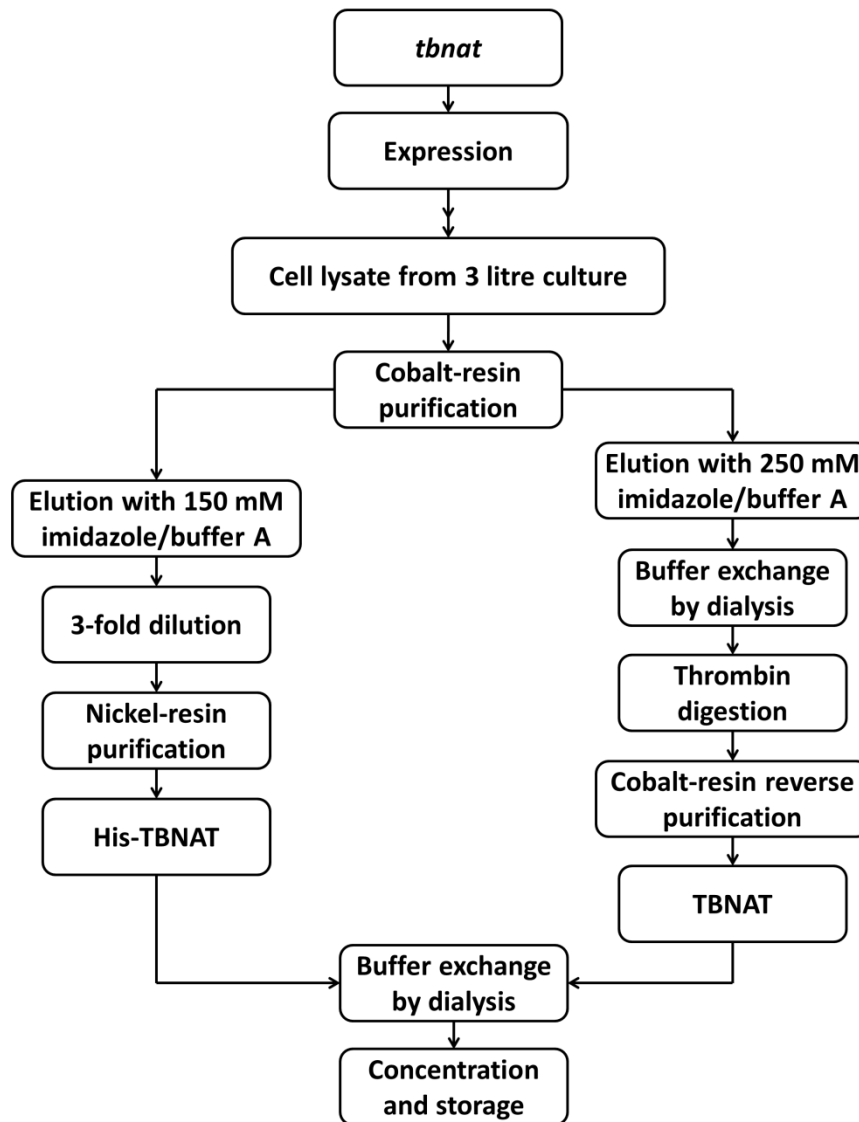 tbnat
Expression
Cell lysate from 3 litre culture
Cobalt-resin
purification
Elution with 150 mM
imidazole/buffer A
3-fold dilution
Nickel-resin
purification
His-TBNAT
Elution with 250 mM
imidazole/buffer A
Buffer exchange
by dialysis
Thrombin
digestion
Cobalt-resin reverse
purification
TBNAT
Buffer exchange
by dialysis
Concentration
and storage